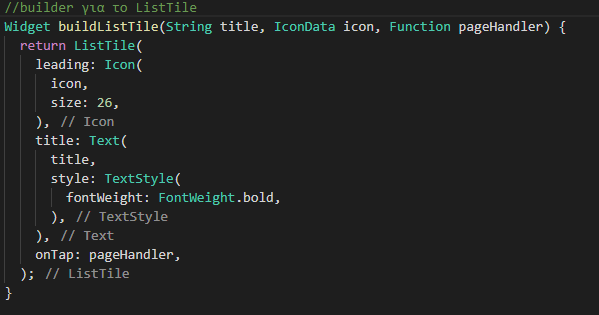 //builder για το ListTile
Widget buildListTile(String title, IconData icon, Function pageHandler) {
  return ListTile(
    leading: Icon(
      icon,
      size: 26,
    ), // Icon
    title: Text(
      title,
      style: TextStyle(
        fontWeight: FontWeight.bold,
      ), // TextStyle
    ), // Text
    onTap: pageHandler,
  ); // ListTile
}